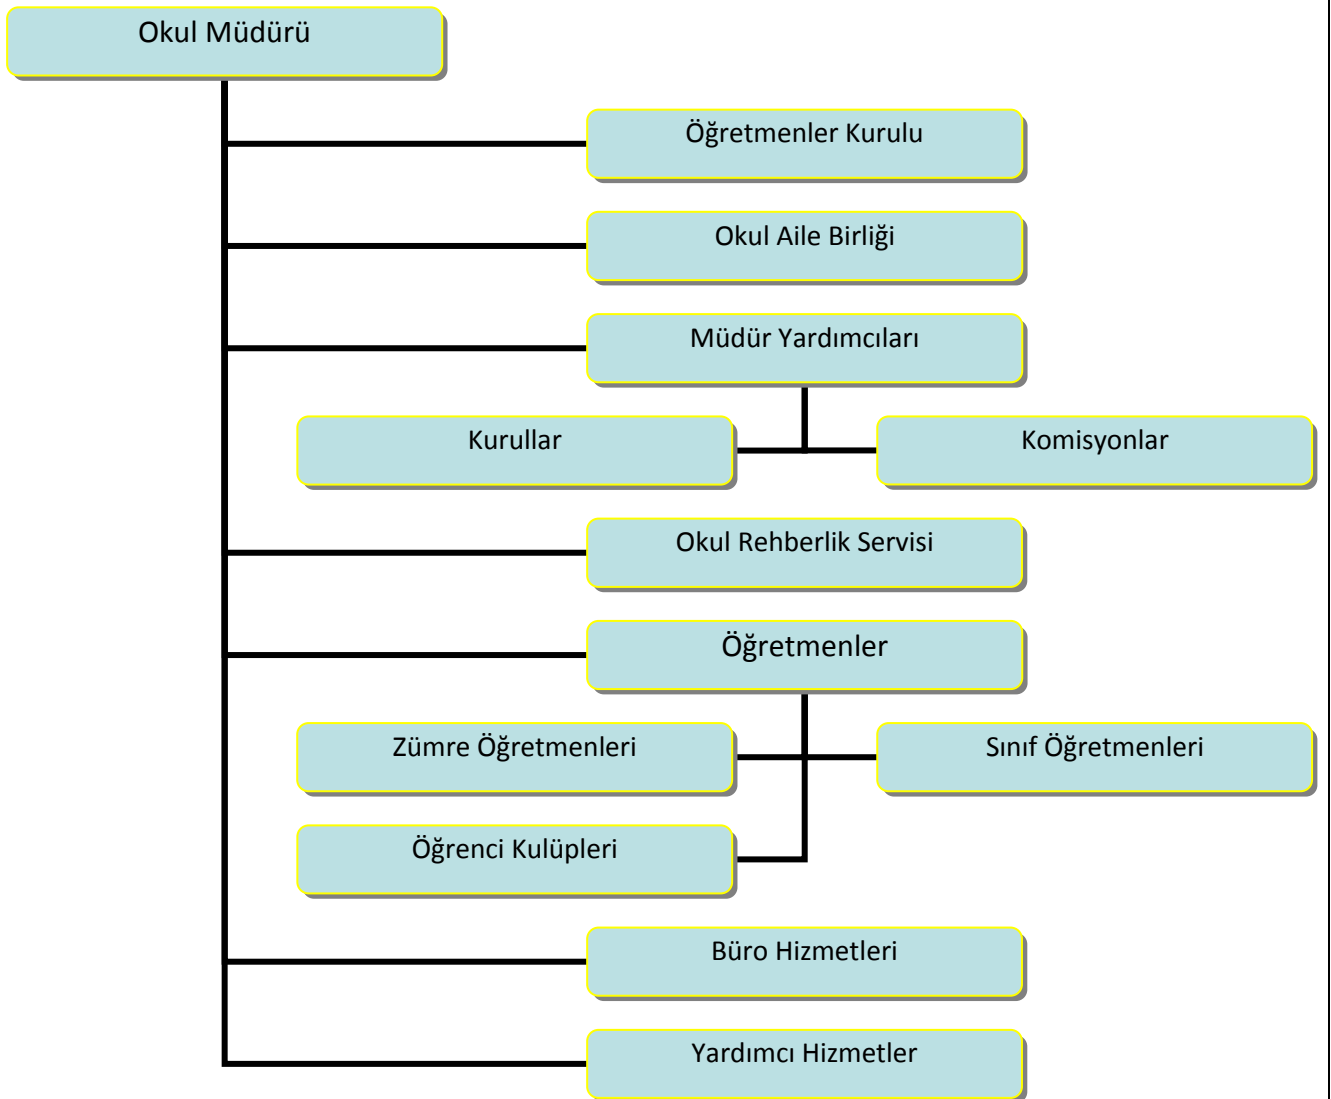 Okul Müdürü
Öğretmenler Kurulu
Okul Aile Birliği
Müdür Yardımcıları
Kurullar
Komisyonlar
Okul Rehberlik Servisi
Öğretmenler
Zümre Öğretmenleri
Sınıf Öğretmenleri
Öğrenci Kulüpleri
Büro Hizmetleri
Yardımcı Hizmetler